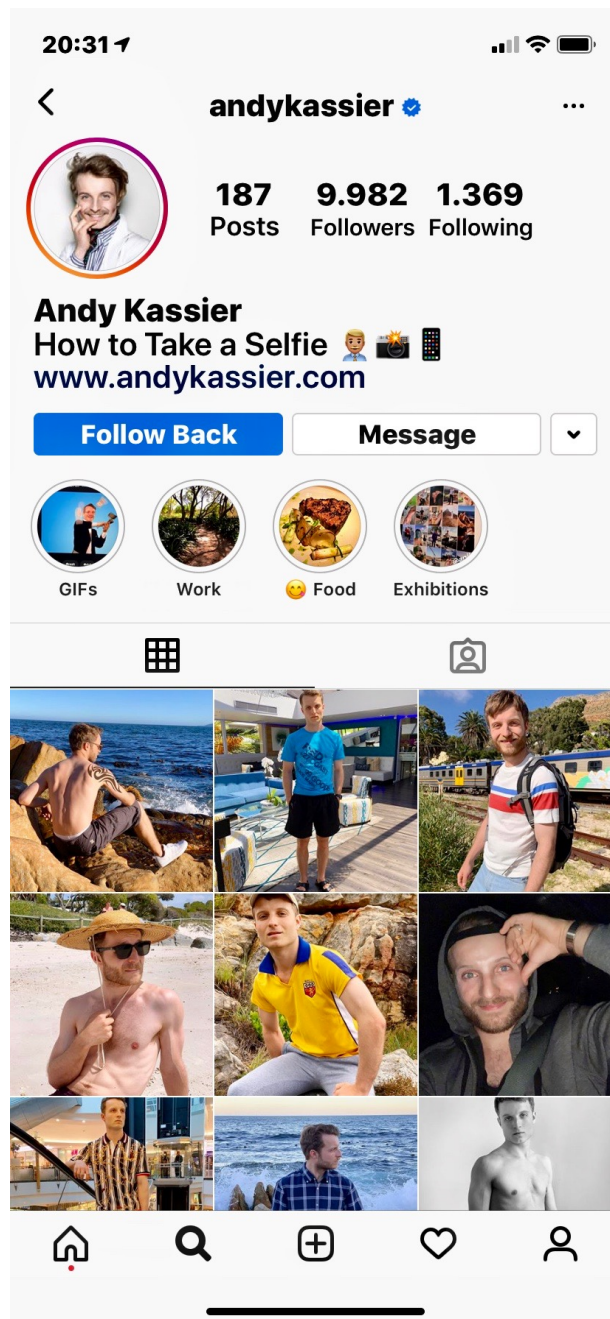 20:31
andykassier
187 9.982 1.369
Posts Followers Following
Andy Kassier
How to Take a Selfie
www.andykassier.com
Follow Back Message
GIFs Work 😋 Food Exhibitions